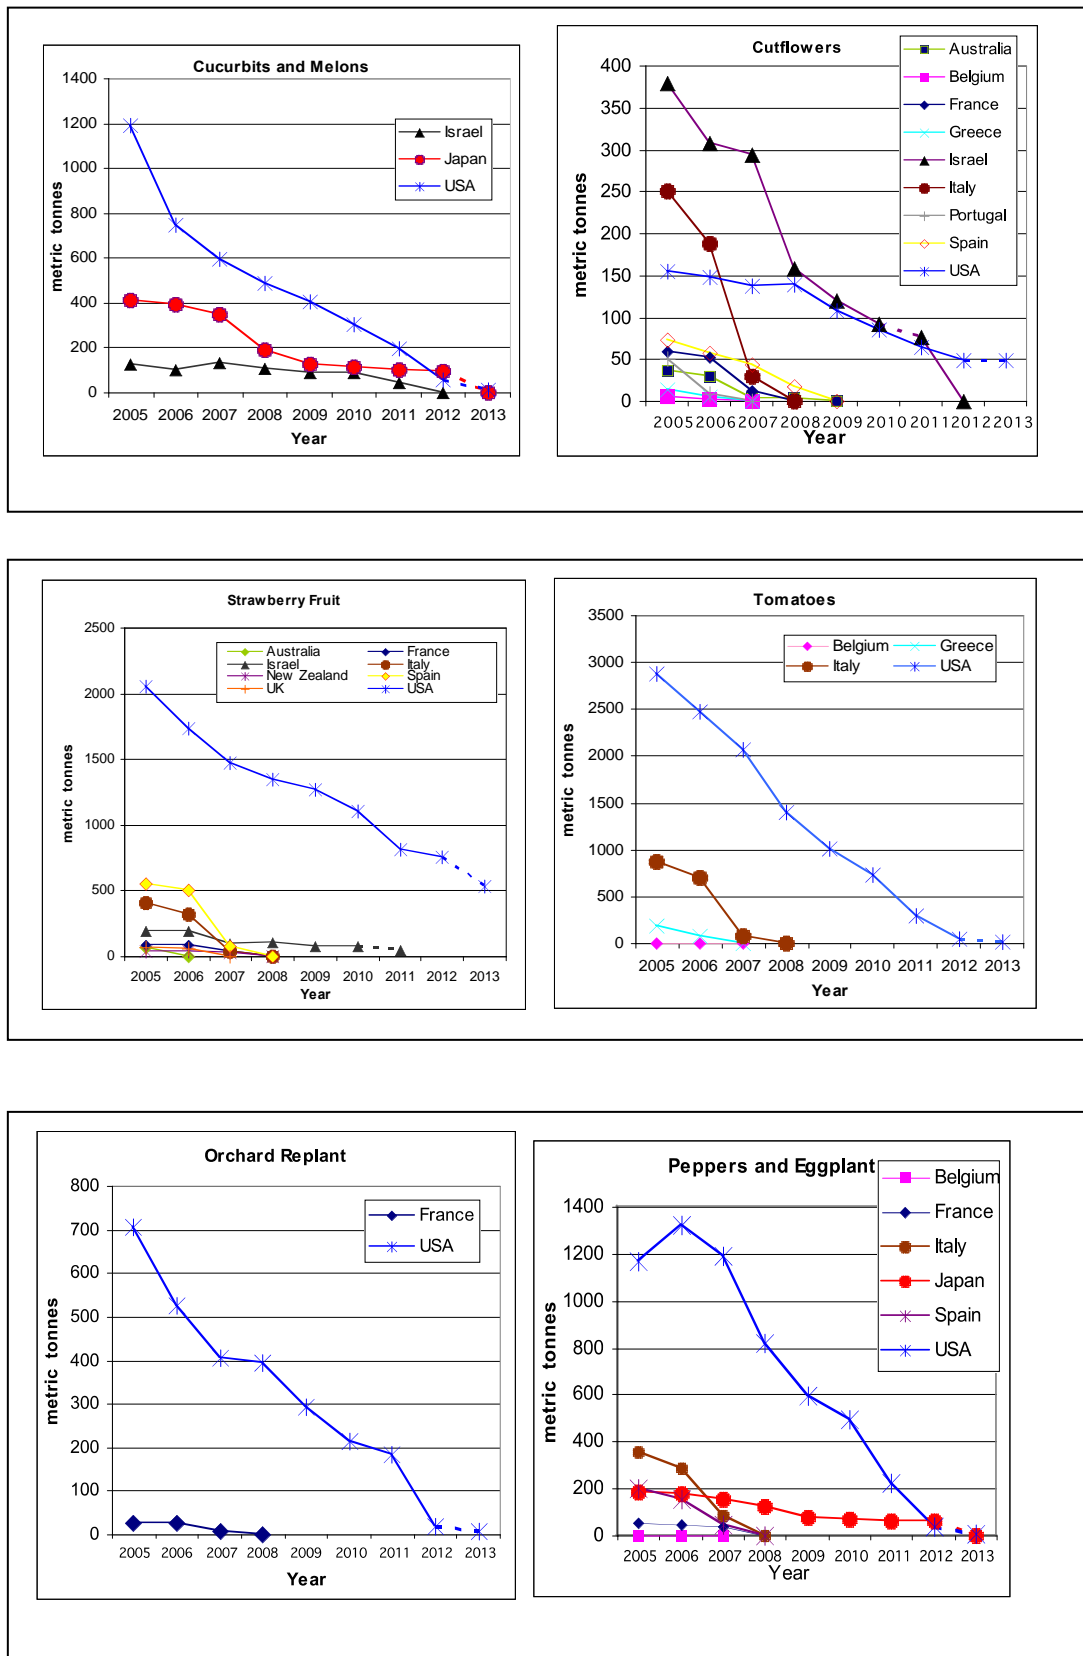 Cucurbits and Melons
1400
1200
1000
800
600
400
200
0
metric tonnes
Israel
Japan
USA
2005 2006 2007 2008 2009 2010 2011 2012 2013
Year
Cutflowers
400
350
300
250
200
150
100
50
0
metric tonnes
Australia
Belgium
France
Greece
Israel
Italy
Portugal
Spain
USA
2005 2006 2007 2008 2009 2010 2011 2012 2013
Year
Strawberry Fruit
2500
2000
1500
1000
500
0
metric tonnes
Australia France
Israel Italy
New Zealand Spain
UK USA
2005 2006 2007 2008 2009 2010 2011 2012 2013
Year
Tomatoes
3500
3000
2500
2000
1500
1000
500
0
metric tonnes
Belgium Greece
Italy USA
2005 2006 2007 2008 2009 2010 2011 2012 2013
Year
Orchard Replant
800
700
600
500
400
300
200
100
0
metric tonnes
France
USA
2005 2006 2007 2008 2009 2010 2011 2012 2013
Year
Peppers and Eggplant
1400
1200
1000
800
600
400
200
0
metric tonnes
Belgium
France
Italy
Japan
Spain
USA
2005 2006 2007 2008 2009 2010 2011 2012 2013
Year